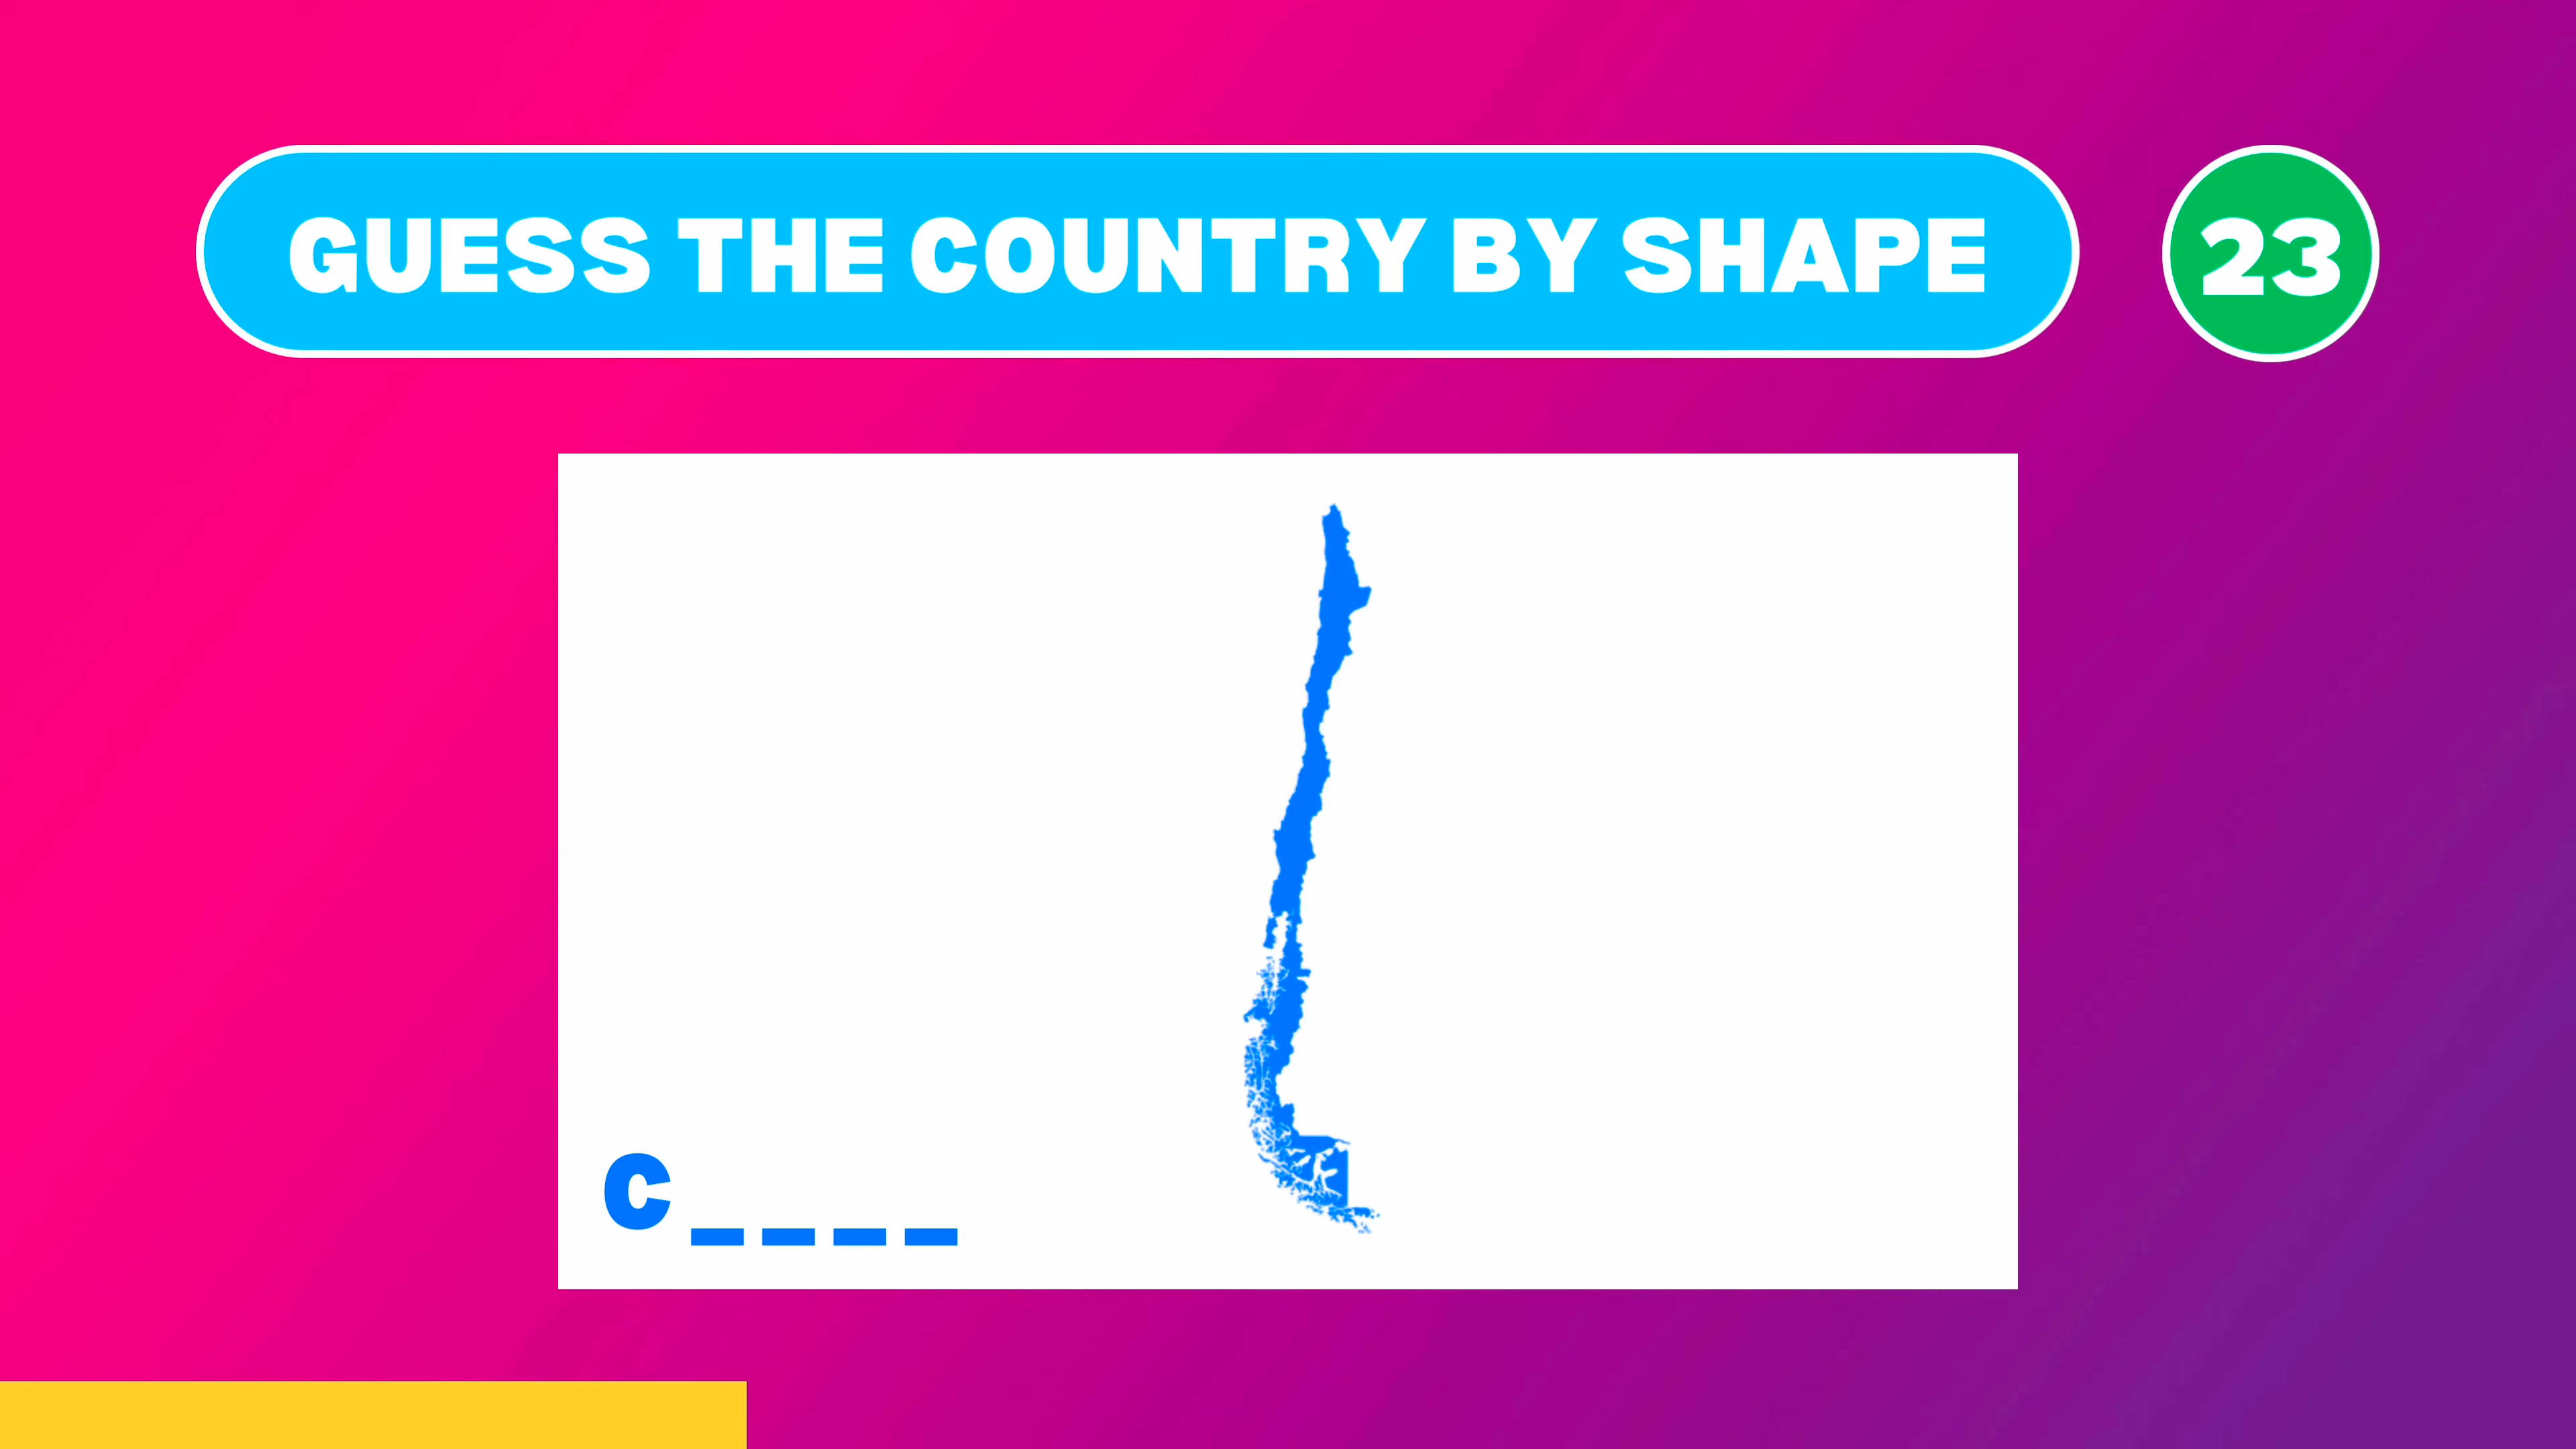 GUESS THE COUNTRY BY SHAPE
23
C _ _ _ _